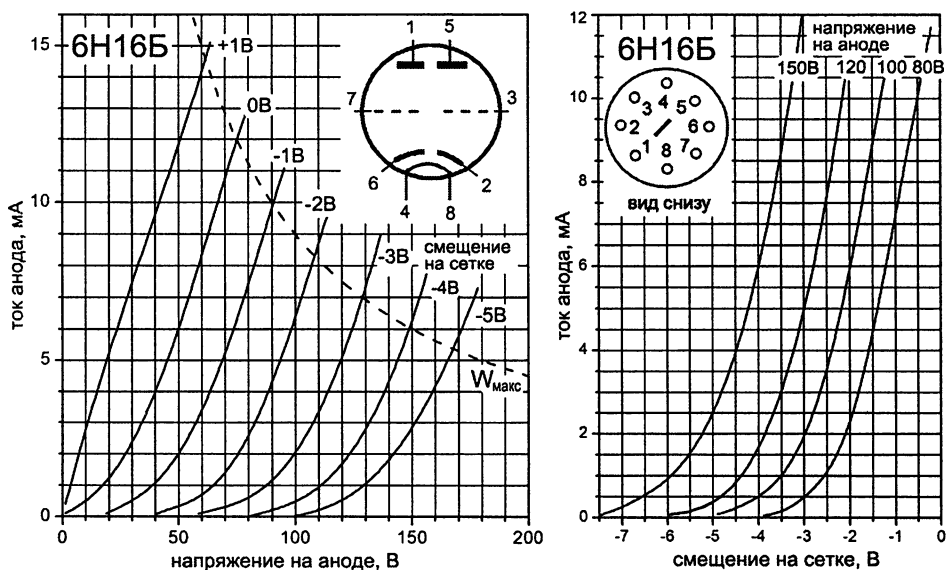 6Н16Б
15
10
5
0
ток анода, мА
+1В
0В
-1В
-2В
-3В
смещение
на сетке
-4В
-5В
Wмакс
1 5
7 3
6 2
4 8
0 50 100 150 200
напряжение на аноде, В
6Н16Б
12
10
8
6
4
2
0
ток анода, мА
напряжение
на аноде
150В 120 100 80В
3 4 5
2 6
1 8 7
вид снизу
-7 -6 -5 -4 -3 -2 -1 0
смещение на сетке, В